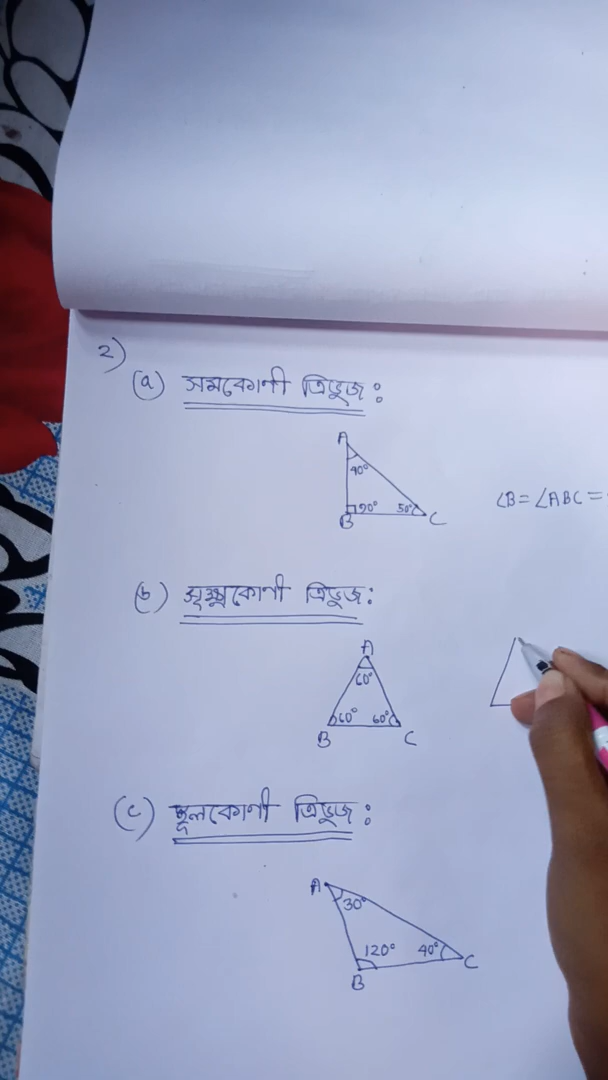 2)
(a) সমকোণী ত্রিভুজ :
A
40°
90° 50°
B C
∠B = ∠ABC =
(b) সূক্ষ্মকোণী ত্রিভুজ :
A
60°
60° 60°
B C
(c) স্থূলকোণী ত্রিভুজ :
A
30°
120° 40°
B C